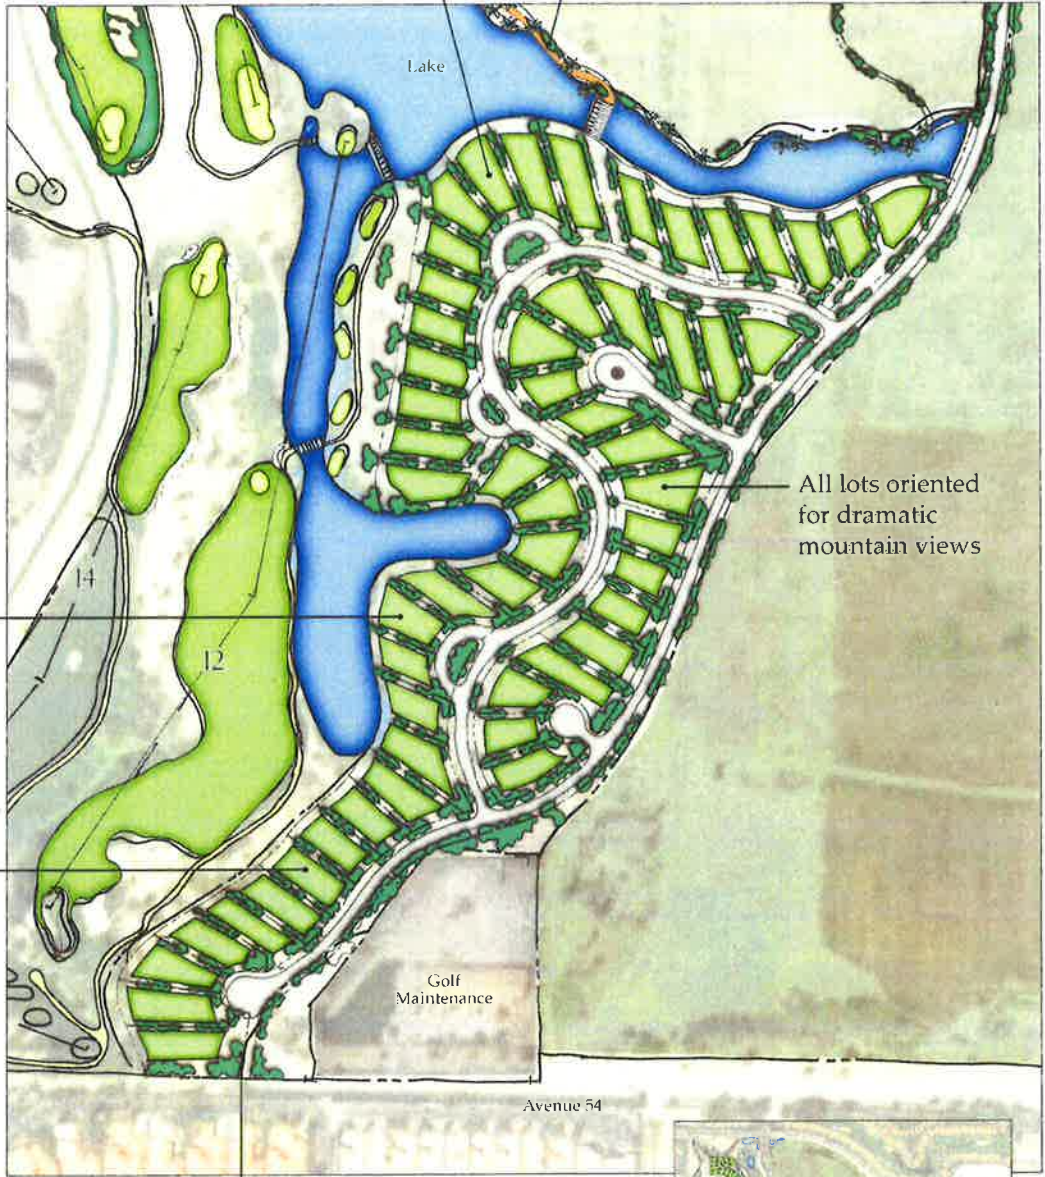 Lake
All lots oriented
for dramatic
mountain views
14
12
Golf
Maintenance
Avenue 54